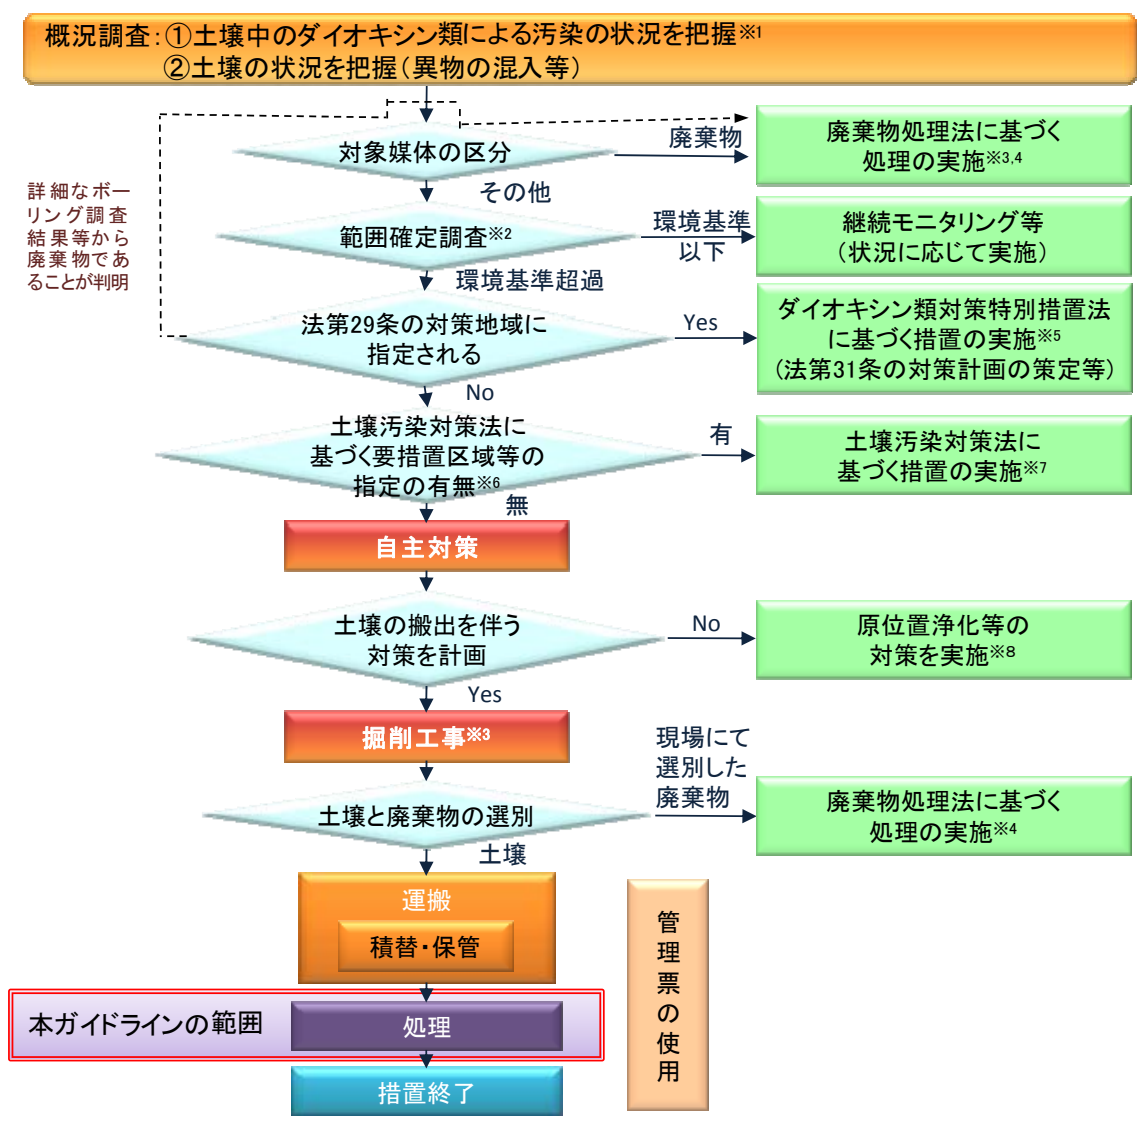 概況調査：①土壌中のダイオキシン類による汚染の状況を把握※1
②土壌の状況を把握（異物の混入等）
対象媒体の区分
廃棄物
廃棄物処理法に基づく
処理の実施※3,4
その他
詳細なボー
リング調査
結果等から
廃棄物であ
ることが判明
範囲確定調査※2
環境基準
以下
継続モニタリング等
（状況に応じて実施）
環境基準超過
法第29条の対策地域に
指定される
Yes
ダイオキシン類対策特別措置法
に基づく措置の実施※5
（法第31条の対策計画の策定等）
No
土壌汚染対策法に
基づく要措置区域等の
指定の有無※6
有
土壌汚染対策法に
基づく措置の実施※7
無
自主対策
土壌の搬出を伴う
対策を計画
No
原位置浄化等の
対策を実施※8
Yes
掘削工事※3
現場にて
選別した
廃棄物
土壌と廃棄物の選別
廃棄物処理法に基づく
処理の実施※4
土壌
運搬
積替・保管
管理票の使用
本ガイドラインの範囲
処理
措置終了